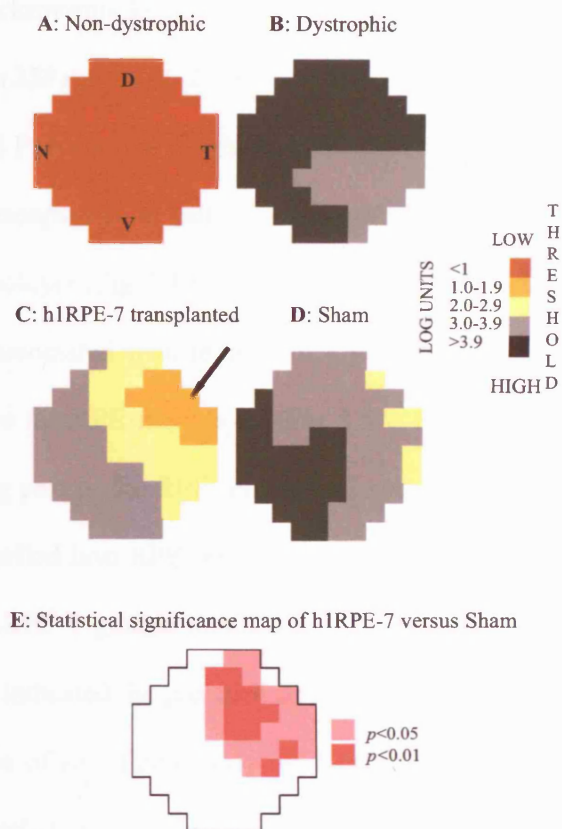 A: Non-dystrophic
B: Dystrophic
D
N
T
V
C: h1RPE-7 transplanted
D: Sham
LOG UNITS
LOW
<1
1.0-1.9
2.0-2.9
3.0-3.9
>3.9
HIGH
THRESHOLD
E: Statistical significance map of h1RPE-7 versus Sham
p<0.05
p<0.01